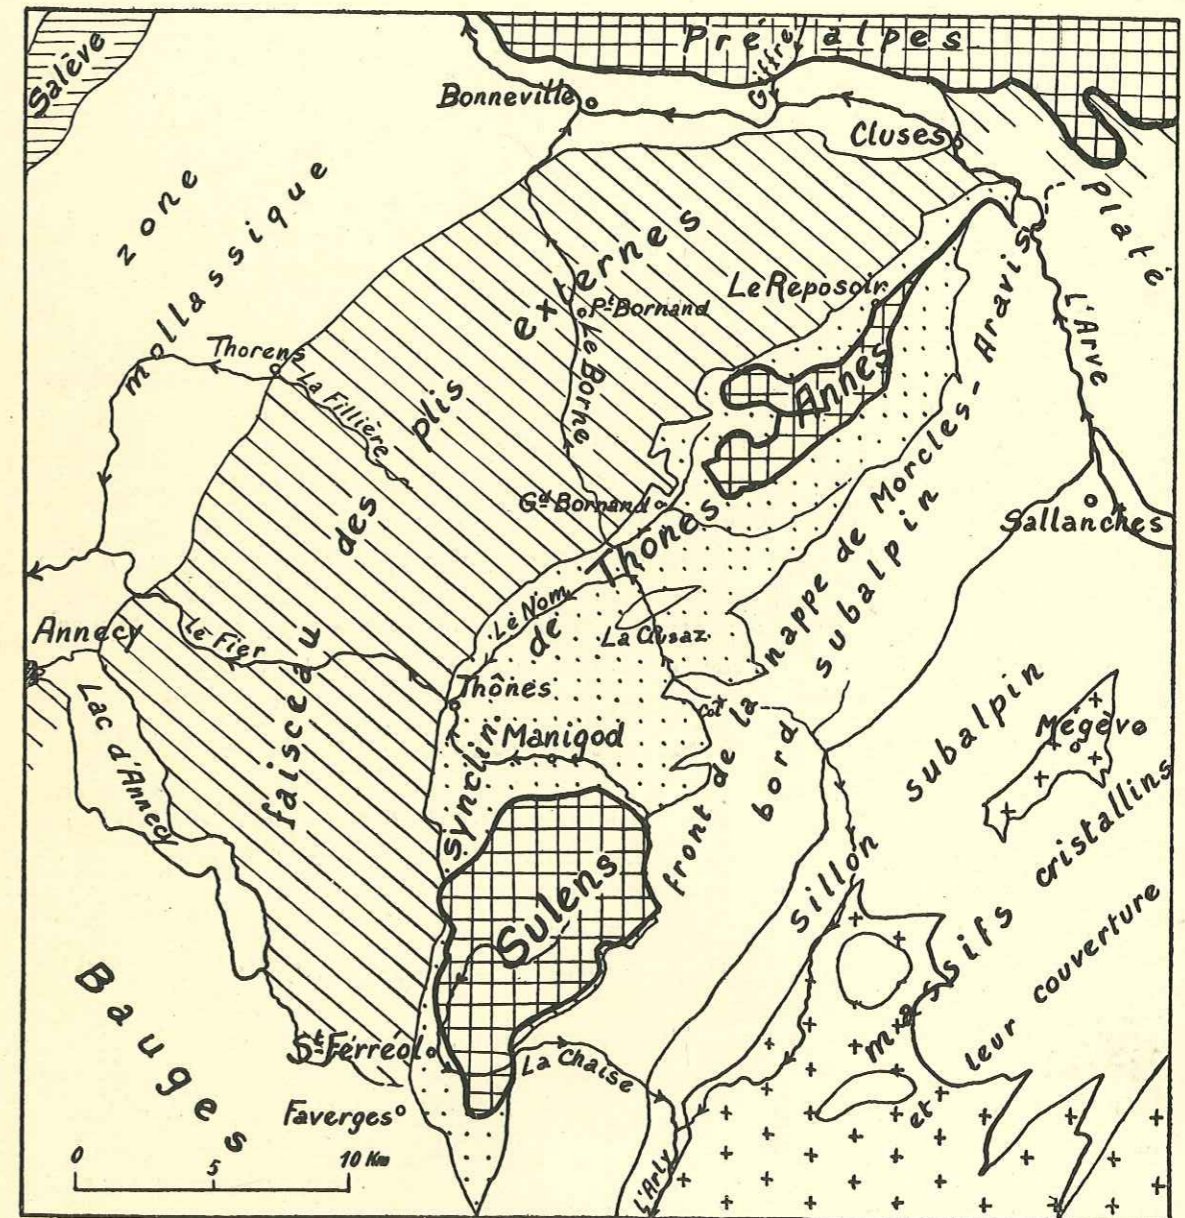 Salève
Préalpes
Giffre
Bonneville
Cluses
Platé
zone
mollassique
Le Reposoir
Pt-Bornand
Le Borne
L'Arve
Thorens
La Fillière
Annes
Gd-Bornand
Sallanches
faisceau des plis externes
synclinal de Thônes
front de la nappe de Morcles-Aravis
bord subalpin
sillon subalpin
Le Nom
La Clusaz
Annecy
Le Fier
Thônes
Col
Manigod
Mégève
Lac d'Annecy
Sulens
massifs cristallins
et leur couverture
Bauges
St-Férréol
La Chaise
Faverges
L'Arly
0 5 10 Km